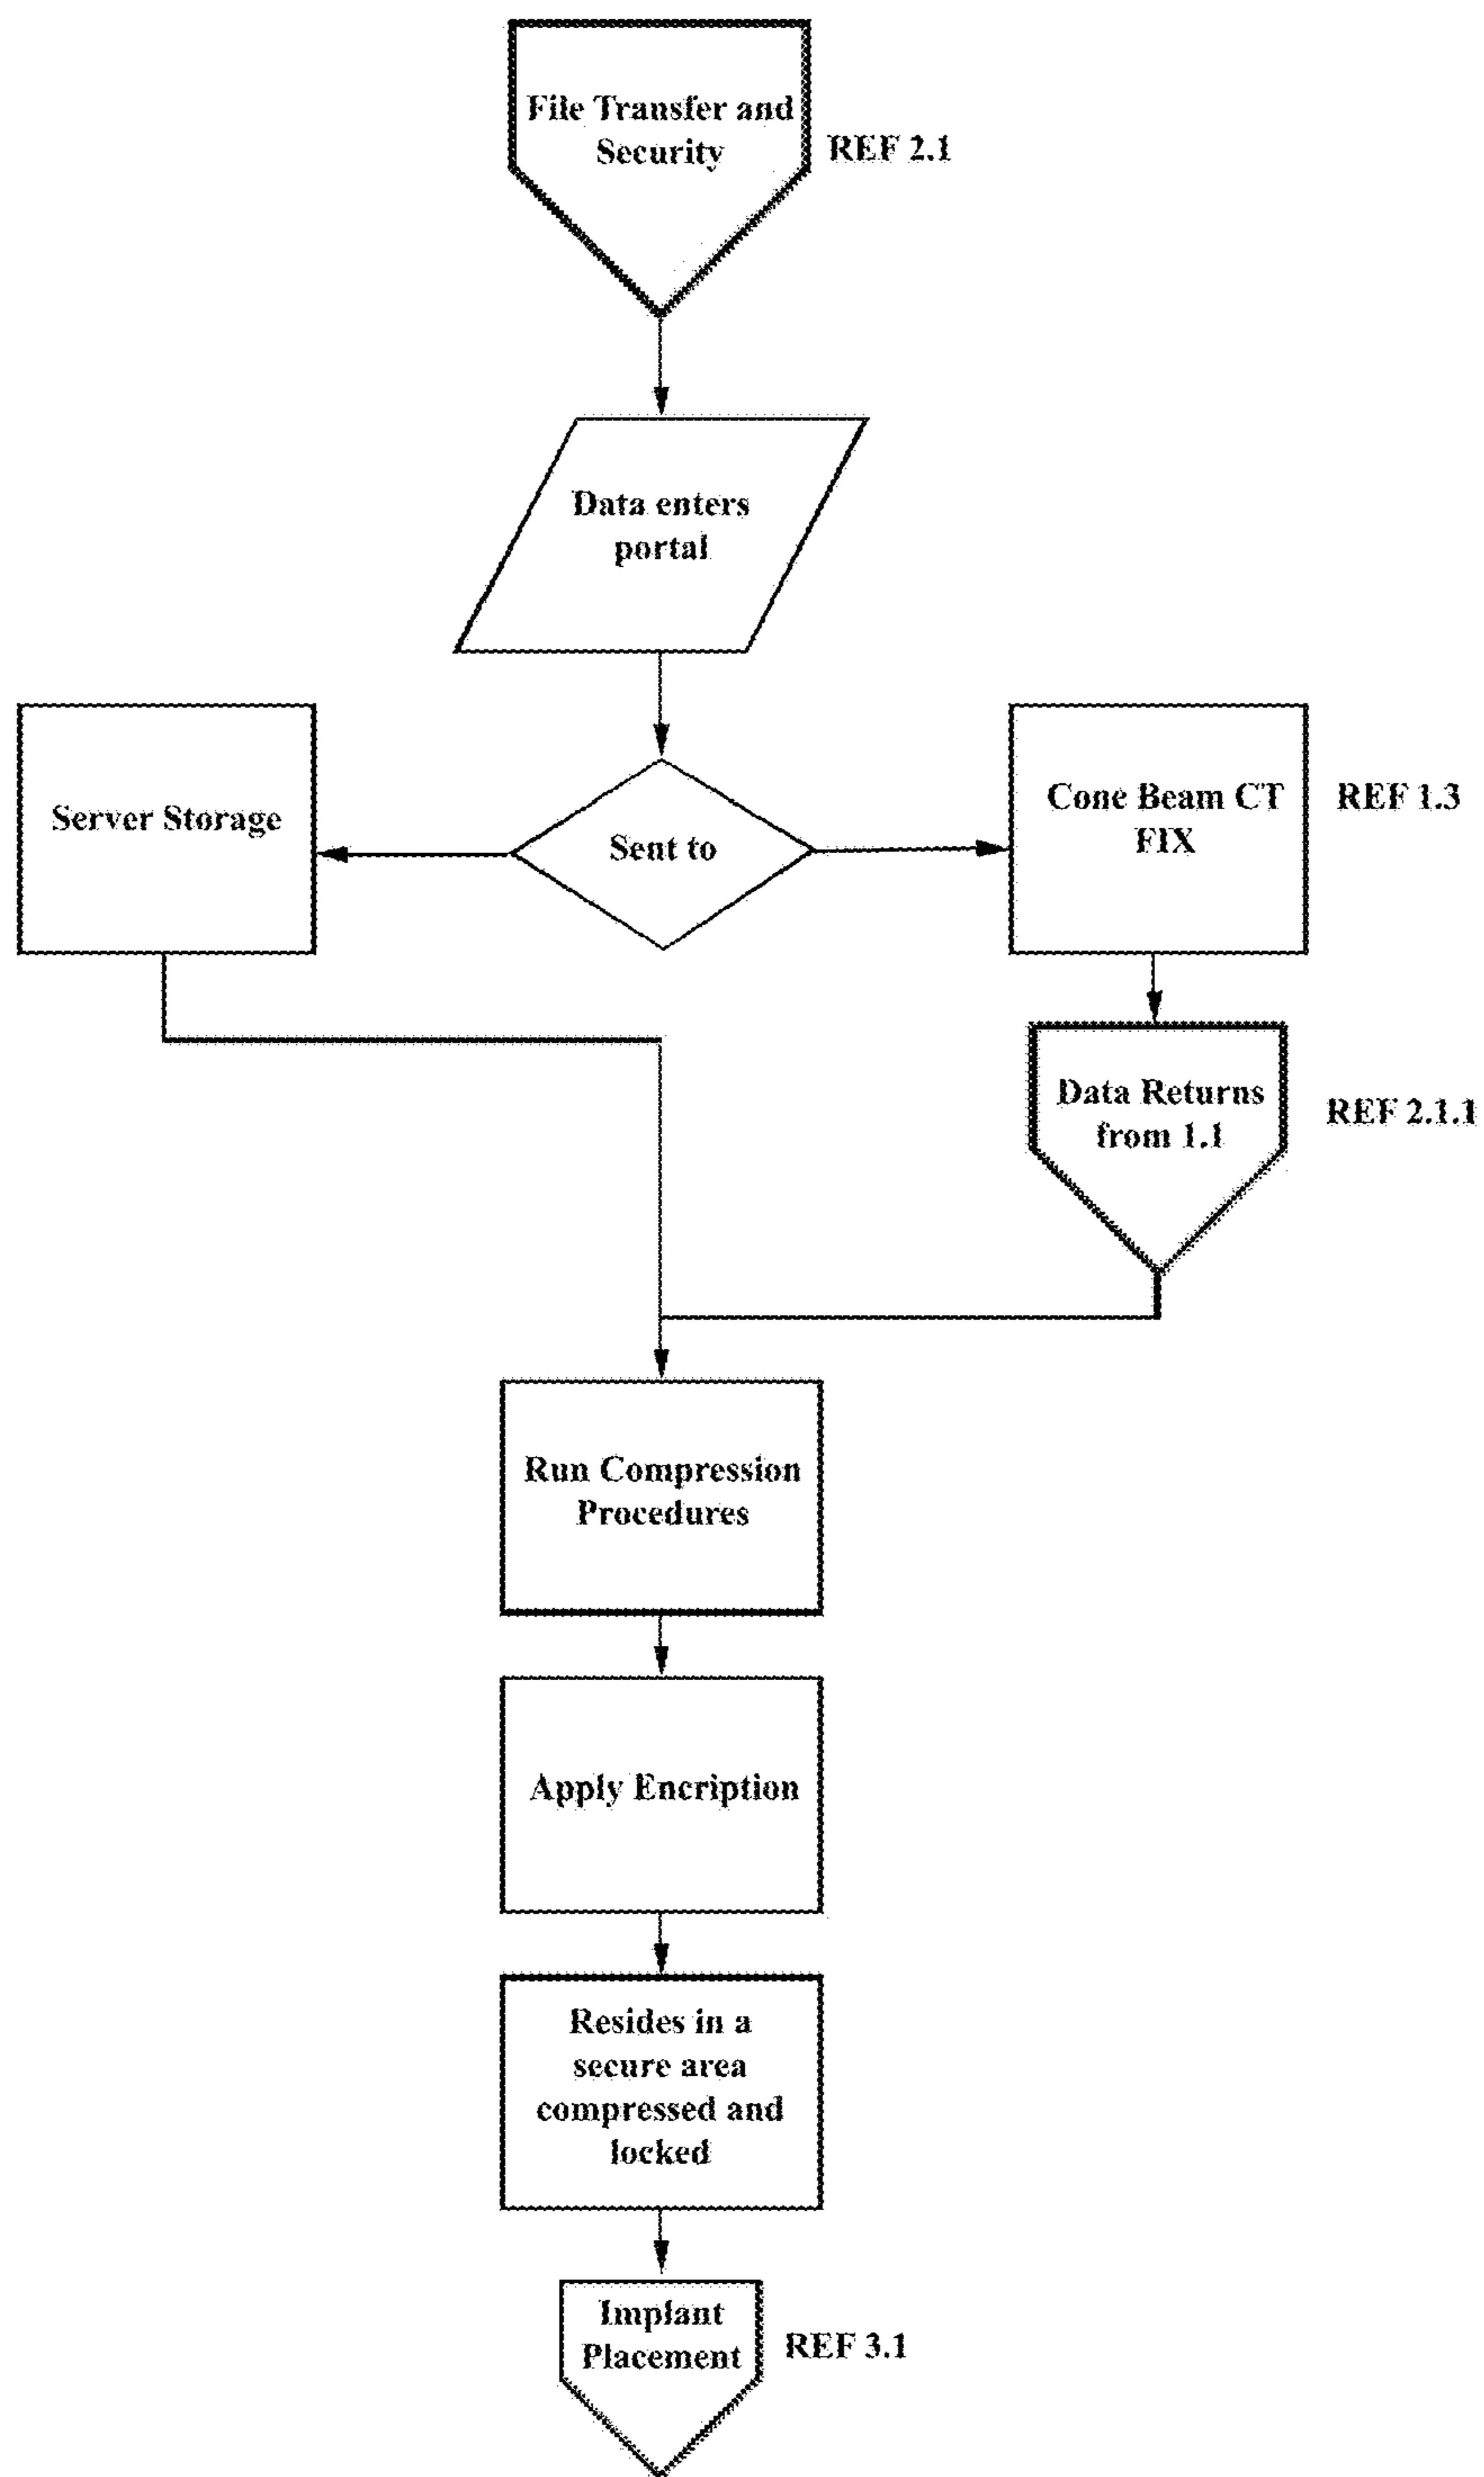 File Transfer and
Security
REF 2.1
Data enters
portal
Server Storage
Sent to
Cone Beam CT
FIX
REF 1.3
Data Returns
from 1.1
REF 2.1.1
Run Compression
Procedures
Apply Encription
Resides in a
secure area
compressed and
locked
Implant
Placement
REF 3.1